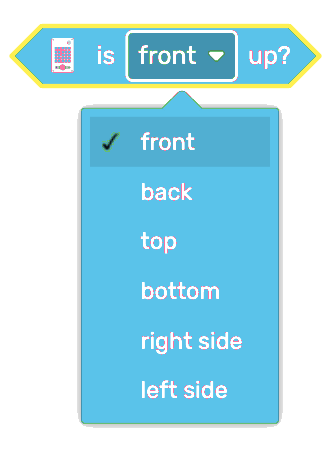 is front up?
front
back
top
bottom
right side
left side